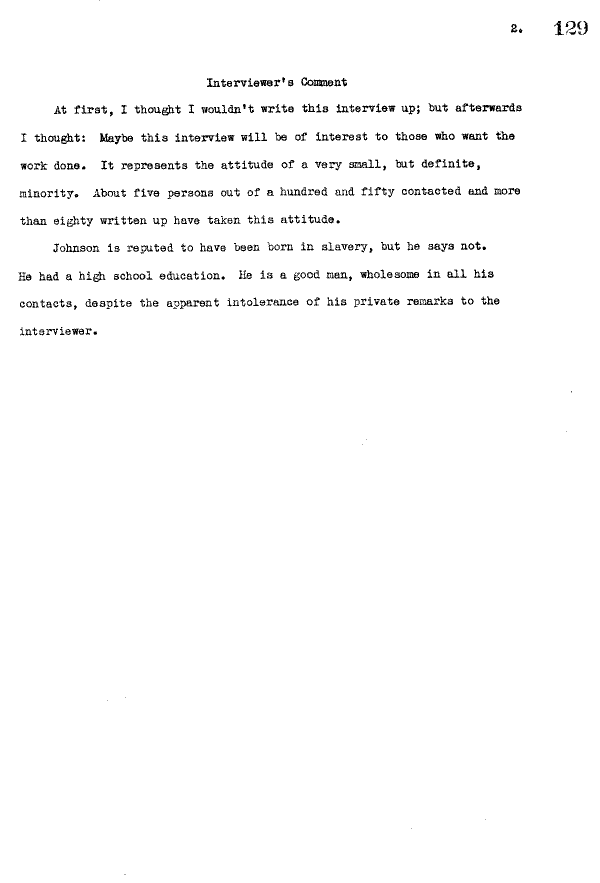 2. 129
Interviewer's Comment
At first, I thought I wouldn't write this interview up; but afterwards
I thought: Maybe this interview will be of interest to those who want the
work done. It represents the attitude of a very small, but definite,
minority. About five persons out of a hundred and fifty contacted and more
than eighty written up have taken this attitude.
Johnson is reputed to have been born in slavery, but he says not.
He had a high school education. He is a good man, wholesome in all his
contacts, despite the apparent intolerance of his private remarks to the
interviewer.